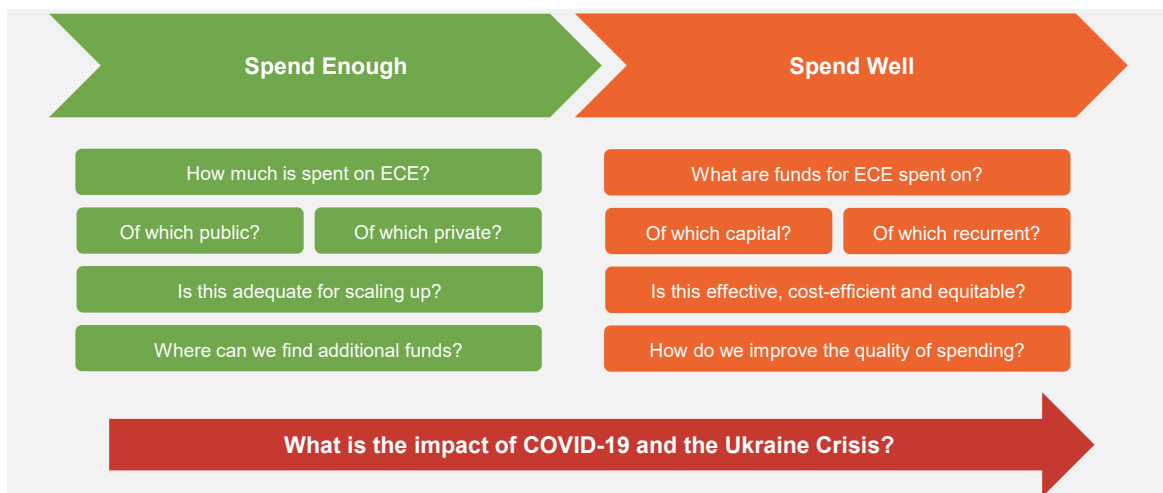 Spend Enough
Spend Well
How much is spent on ECE?
Of which public?
Of which private?
Is this adequate for scaling up?
Where can we find additional funds?
What are funds for ECE spent on?
Of which capital?
Of which recurrent?
Is this effective, cost-efficient and equitable?
How do we improve the quality of spending?
What is the impact of COVID-19 and the Ukraine Crisis?